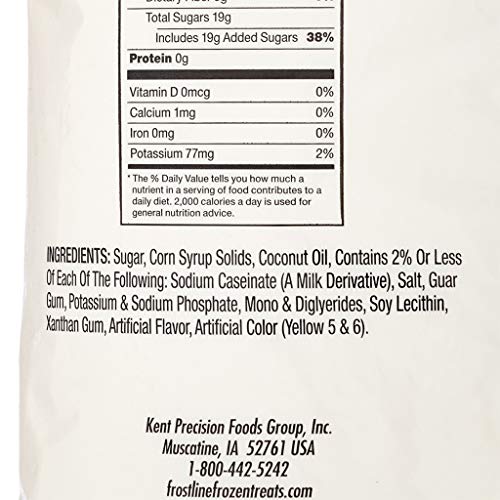 Total Sugars 19g
Includes 19g Added Sugars 38%
Protein 0g
Vitamin D 0mcg 0%
Calcium 1mg 0%
Iron 0mg 0%
Potassium 77mg 2%
* The % Daily Value tells you how much a
nutrient in a serving of food contributes to a
daily diet. 2,000 calories a day is used for
general nutrition advice.
INGREDIENTS: Sugar, Corn Syrup Solids, Coconut Oil, Contains 2% Or Less
Of Each Of The Following: Sodium Caseinate (A Milk Derivative), Salt, Guar
Gum, Potassium & Sodium Phosphate, Mono & Diglyerides, Soy Lecithin,
Xanthan Gum, Artificial Flavor, Artificial Color (Yellow 5 & 6).
Kent Precision Foods Group, Inc.
Muscatine, IA 52761 USA
1-800-442-5242
frostlinefrozentreats.com